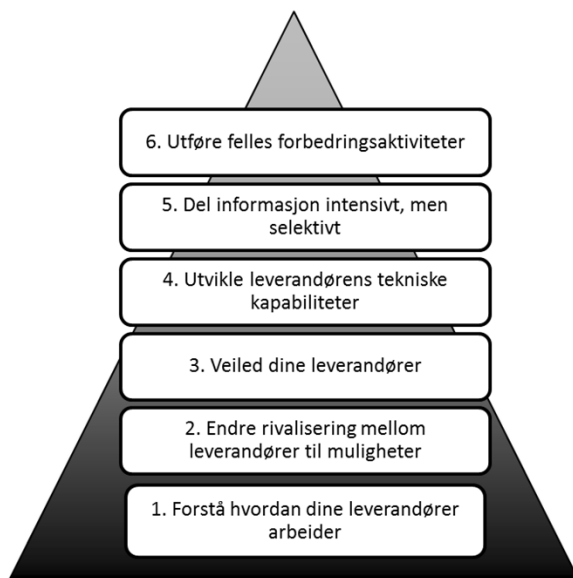 6. Utføre felles forbedringsaktiviteter
5. Del informasjon intensivt, men
selektivt
4. Utvikle leverandørens tekniske
kapabiliteter
3. Veiled dine leverandører
2. Endre rivalisering mellom
leverandører til muligheter
1. Forstå hvordan dine leverandører
arbeider